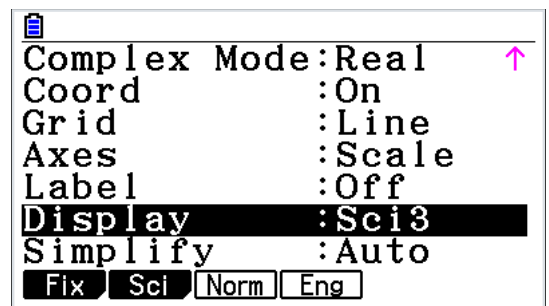 Complex Mode:Real ↑
Coord :On
Grid :Line
Axes :Scale
Label :Off
Display :Sci3
Simplify :Auto
Fix Sci Norm Eng